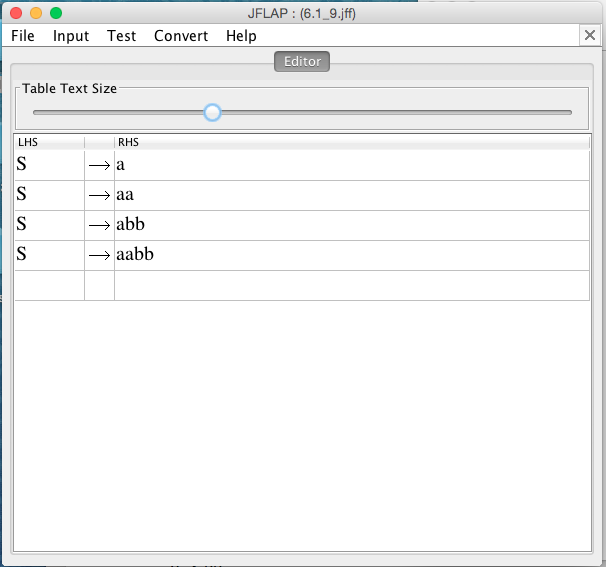 JFLAP : (6.1_9.jff)
File Input Test Convert Help
Editor
Table Text Size
LHS RHS
S → a
S → aa
S → abb
S → aabb